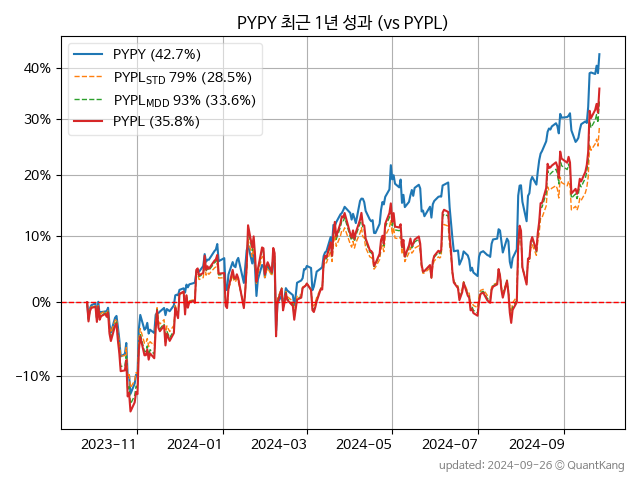 PYPY 최근 1년 성과 (vs PYPL)
PYPY (42.7%)
PYPL_STD 79% (28.5%)
PYPL_MDD 93% (33.6%)
PYPL (35.8%)
40%
30%
20%
10%
0%
−10%
2023-11 2024-01 2024-03 2024-05 2024-07 2024-09
updated: 2024-09-26 © QuantKang